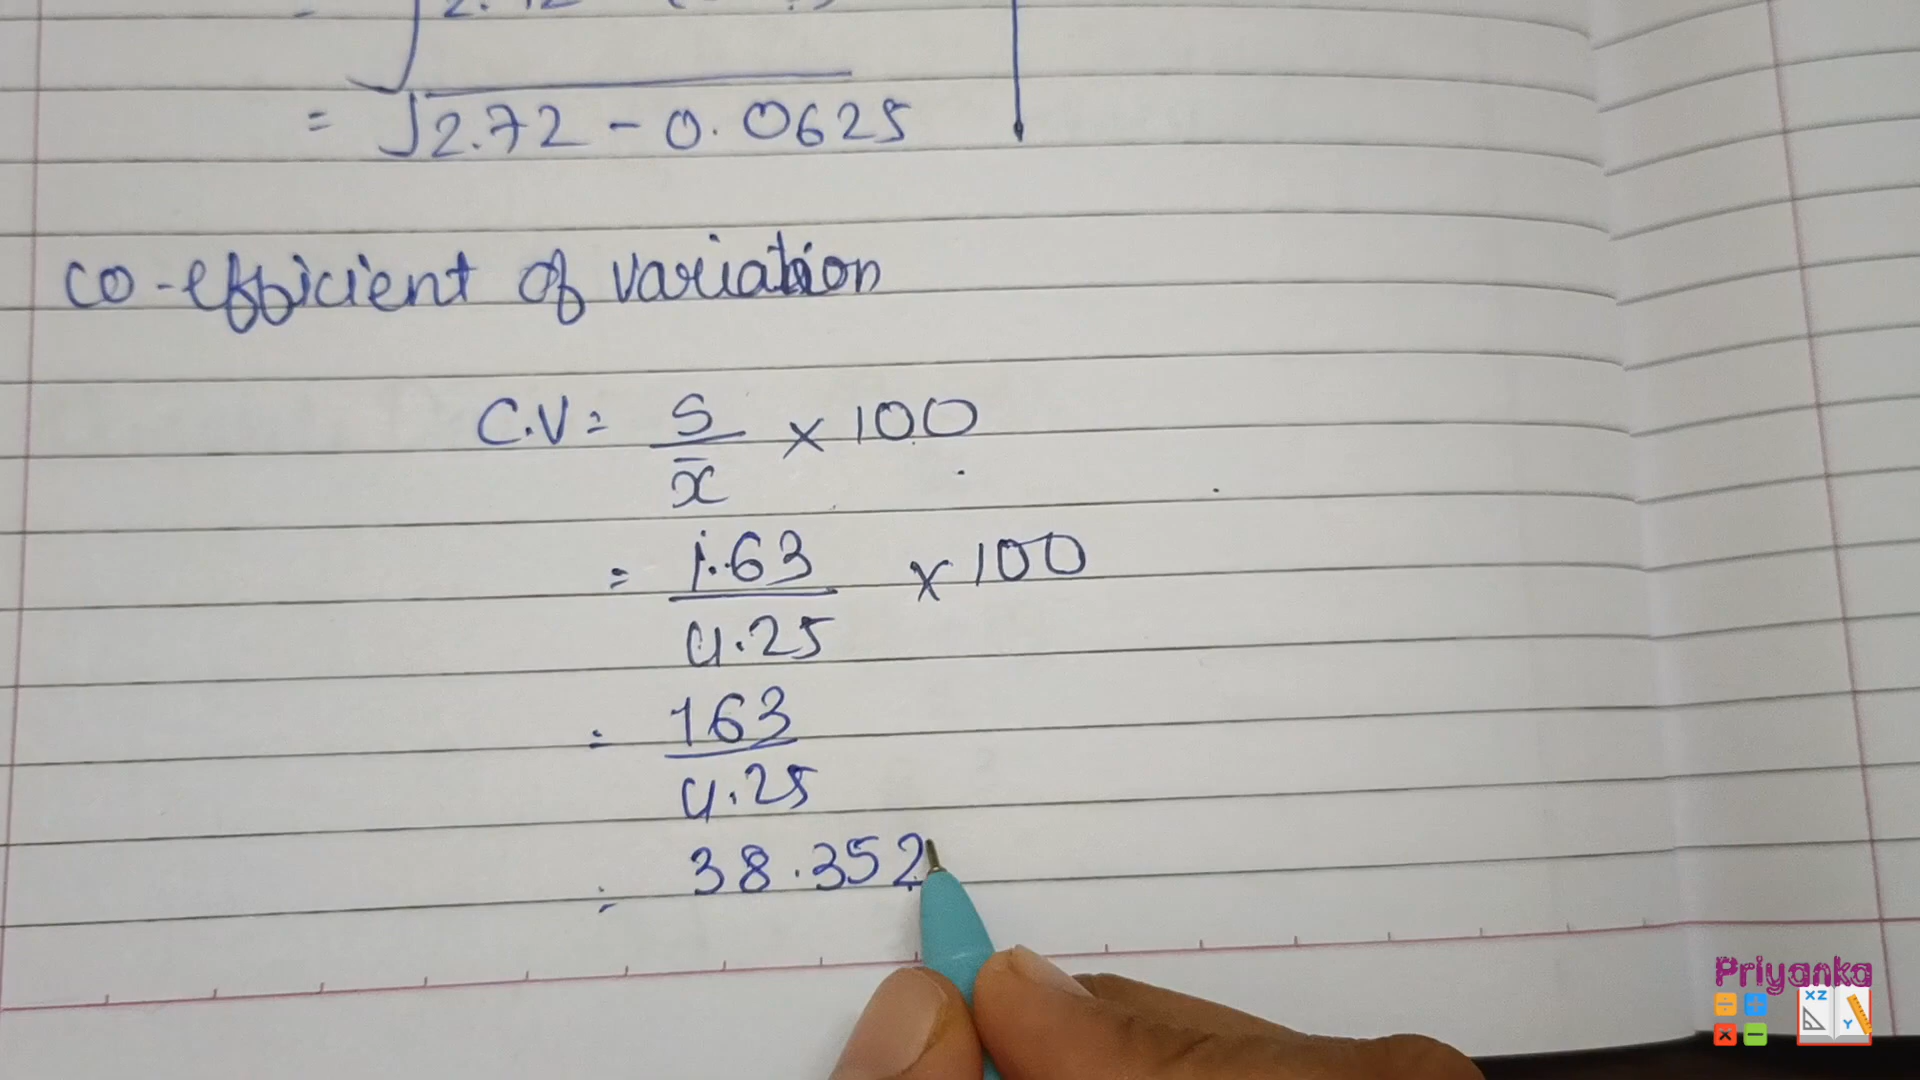 = √2.72 - 0.0625
co-efficient of variation
C.V = S/x̄ × 100
= 1.63/4.25 × 100
= 163/4.25
= 38.352
Priyanka
XZ
Y